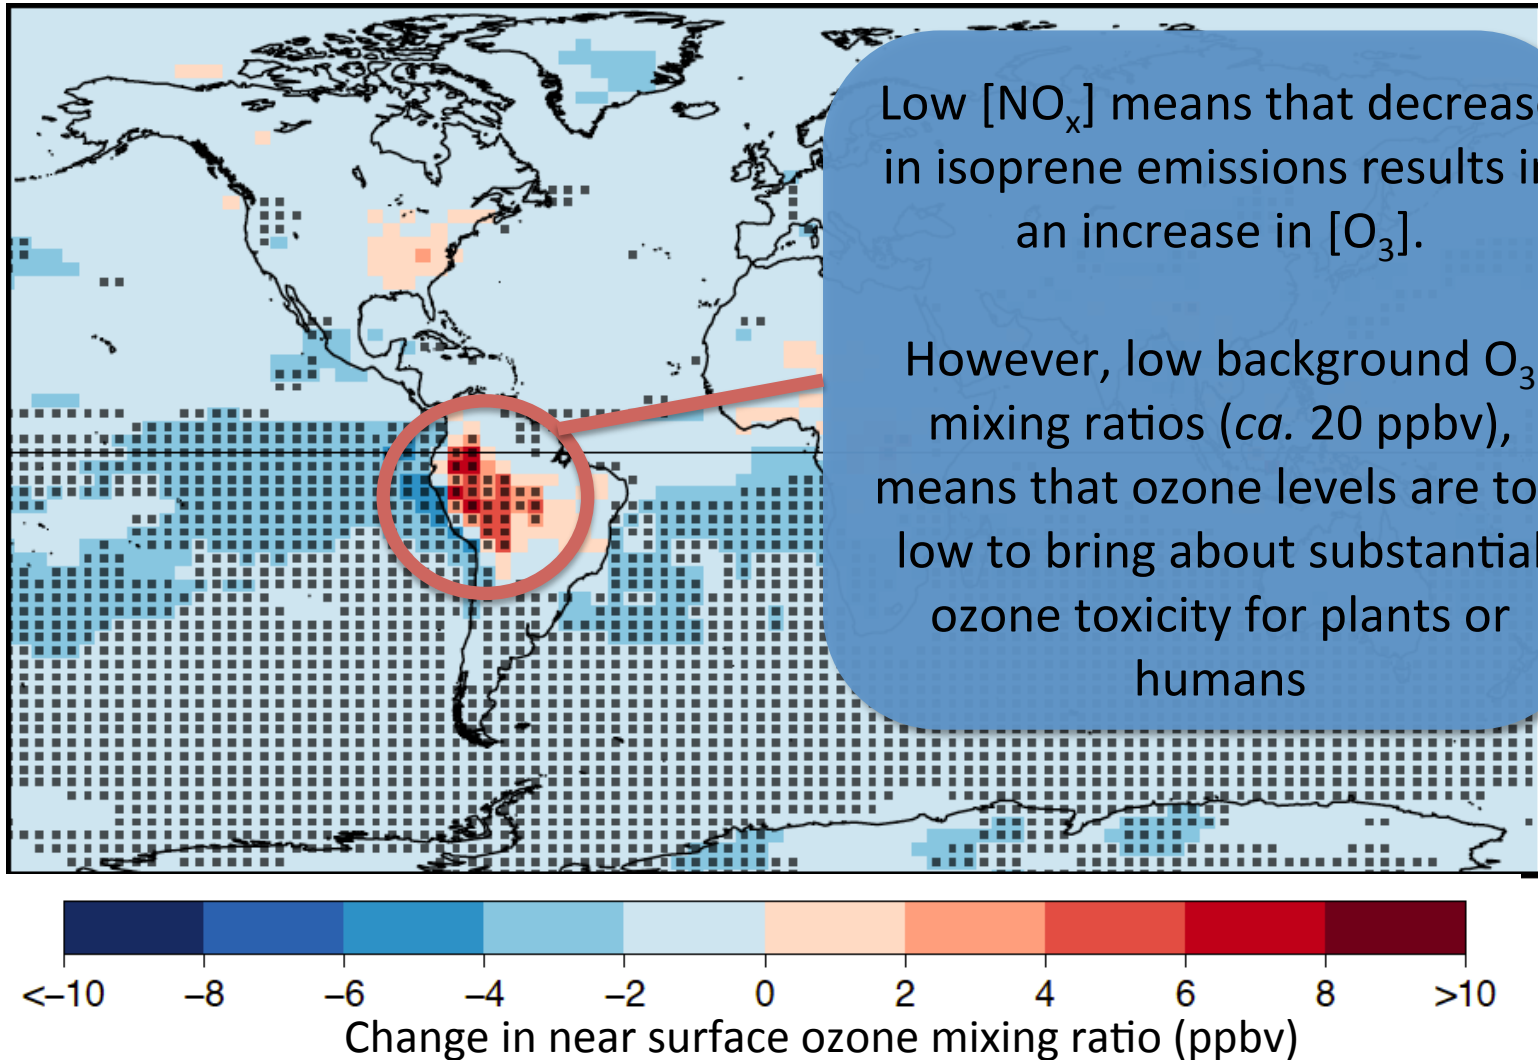 Low [NOₓ] means that decreas
in isoprene emissions results i
an increase in [O₃].
However, low background O₃
mixing ratios (ca. 20 ppbv),
means that ozone levels are to
low to bring about substantial
ozone toxicity for plants or
humans
<−10 −8 −6 −4 −2 0 2 4 6 8 >10
Change in near surface ozone mixing ratio (ppbv)